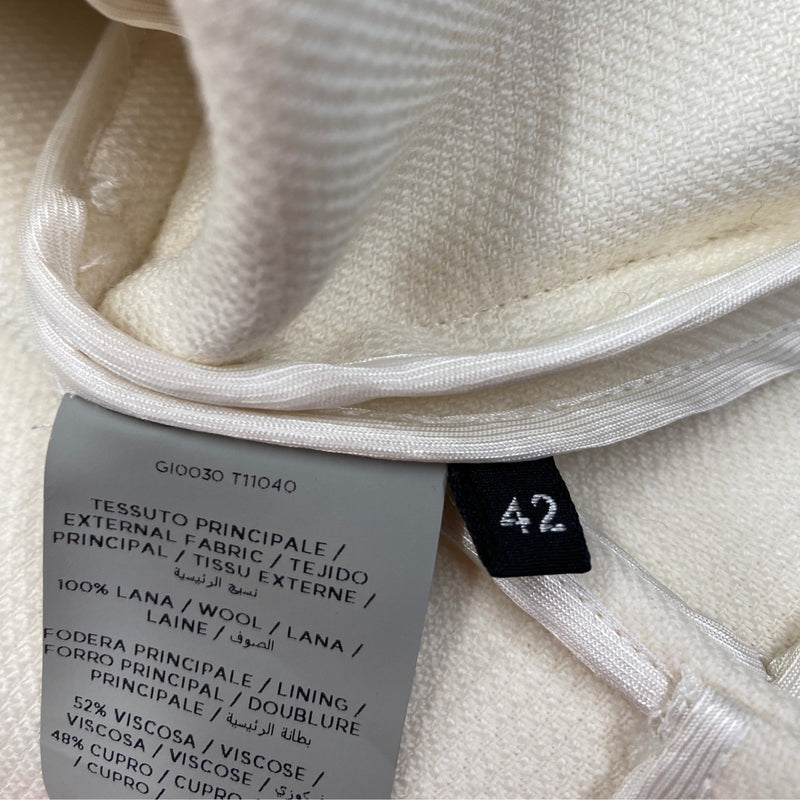 GI0030 T11040
TESSUTO PRINCIPALE /
EXTERNAL FABRIC / TEJIDO
PRINCIPAL / TISSU EXTERNE /
نسيج الرئيسية
100% LANA / WOOL / LANA /
LAINE / الصوف
FODERA PRINCIPALE / LINING /
FORRO PRINCIPAL / DOUBLURE
PRINCIPALE / بطانة الرئيسية
52% VISCOSA / VISCOSE /
VISCOSA / VISCOSE /
48% CUPRO / CUPRO /
/ CUPRO /
42